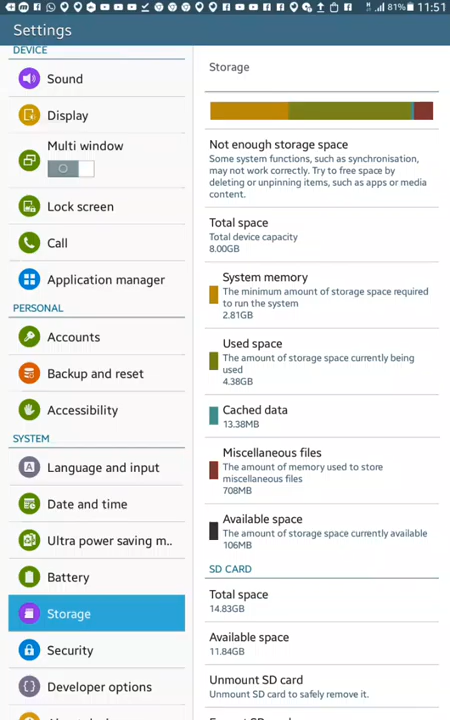 81% 11:51
Settings
DEVICE
Sound
Display
Multi window
Lock screen
Call
Application manager
PERSONAL
Accounts
Backup and reset
Accessibility
SYSTEM
Language and input
Date and time
Ultra power saving m..
Battery
Storage
Security
Developer options
Storage
Not enough storage space
Some system functions, such as synchronisation,
may not work correctly. Try to free space by
deleting or unpinning items, such as apps or media
content.
Total space
Total device capacity
8.00GB
System memory
The minimum amount of storage space required
to run the system
2.81GB
Used space
The amount of storage space currently being
used
4.38GB
Cached data
13.38MB
Miscellaneous files
The amount of memory used to store
miscellaneous files
708MB
Available space
The amount of storage space currently available
106MB
SD CARD
Total space
14.83GB
Available space
11.84GB
Unmount SD card
Unmount SD card to safely remove it.